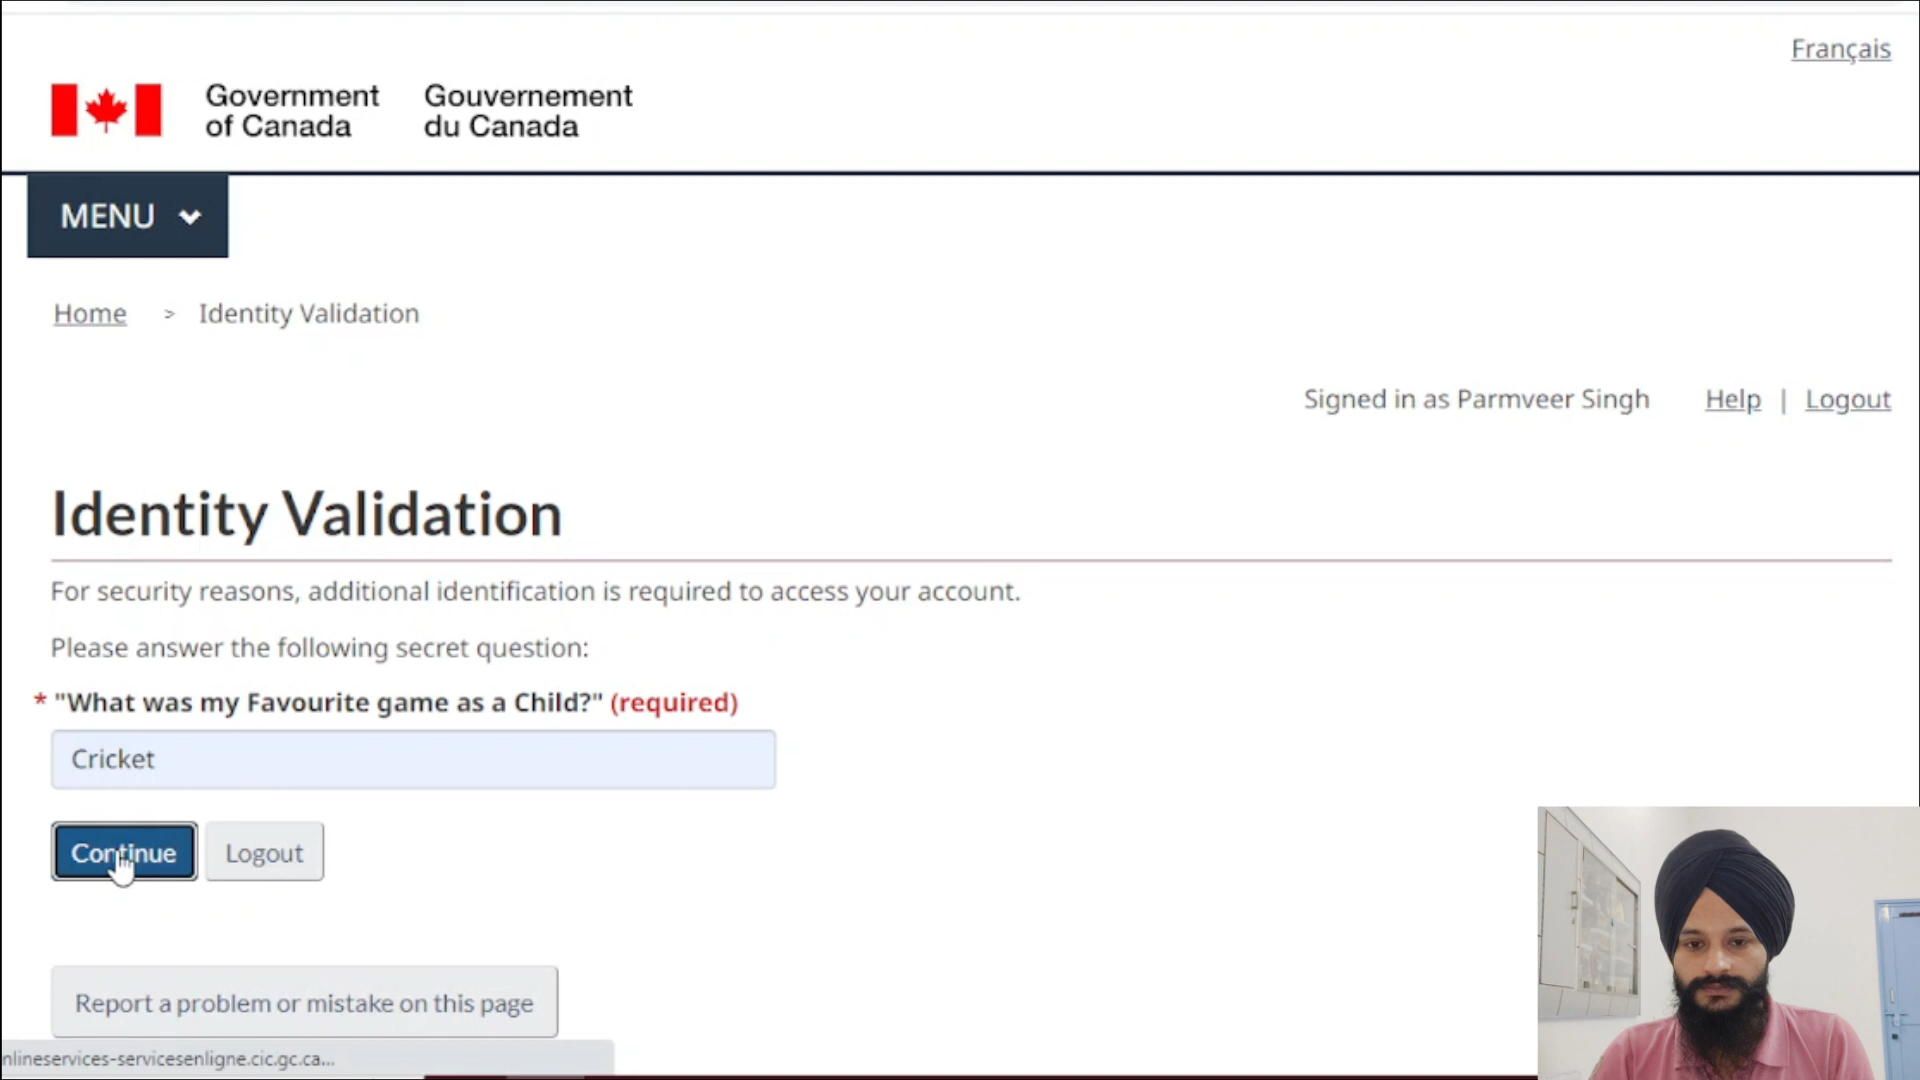 Français
Government
of Canada
Gouvernement
du Canada
MENU
Home > Identity Validation
Signed in as Parmveer Singh Help | Logout
Identity Validation
For security reasons, additional identification is required to access your account.
Please answer the following secret question:
* "What was my Favourite game as a Child?" (required)
Cricket
Continue Logout
Report a problem or mistake on this page
nlineservices-servicesenligne.cic.gc.ca...